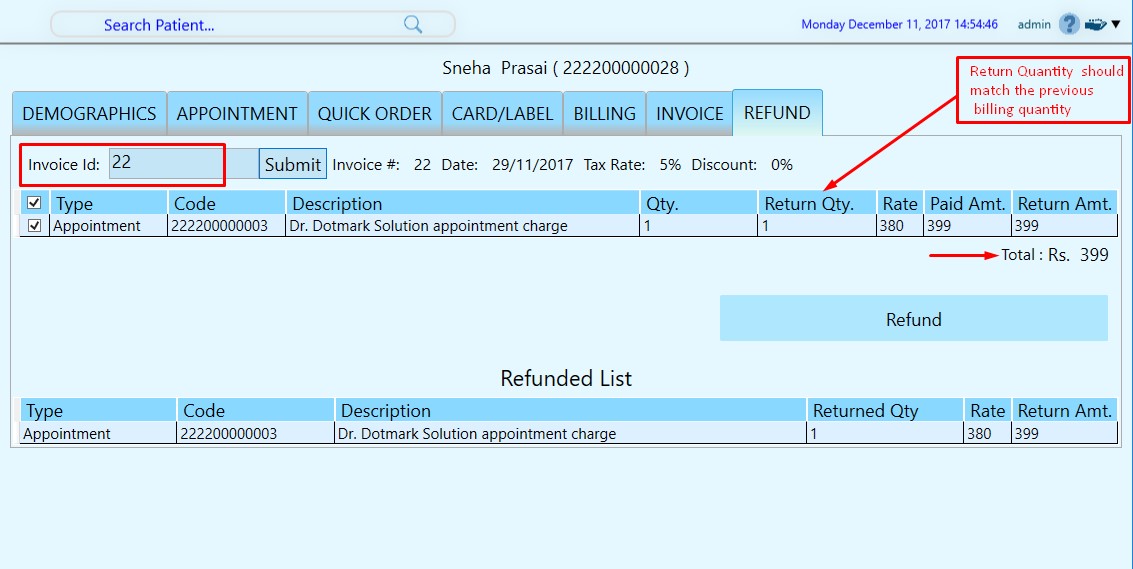 Search Patient...
Monday December 11, 2017 14:54:46 admin ?
Sneha Prasai ( 222200000028 )
Return Quantity should
match the previous
billing quantity
DEMOGRAPHICS APPOINTMENT QUICK ORDER CARD/LABEL BILLING INVOICE REFUND
Invoice Id: 22 Submit Invoice #: 22 Date: 29/11/2017 Tax Rate: 5% Discount: 0%
Type Code Description Qty. Return Qty. Rate Paid Amt. Return Amt.
Appointment 222200000003 Dr. Dotmark Solution appointment charge 1 1 380 399 399
Total : Rs. 399
Refund
Refunded List
Type Code Description Returned Qty Rate Return Amt.
Appointment 222200000003 Dr. Dotmark Solution appointment charge 1 380 399